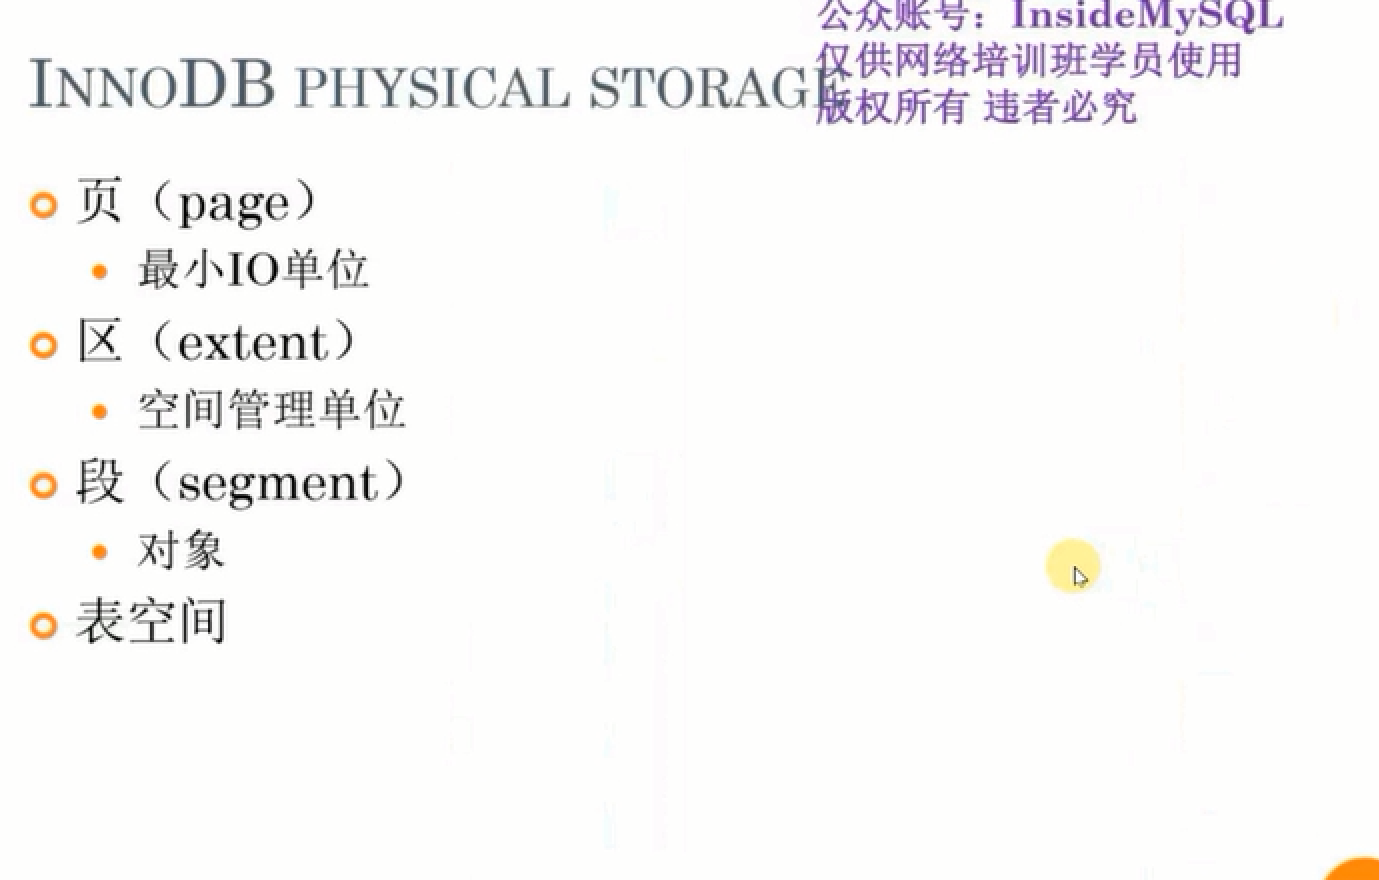 公众账号：InsideMySQL
仅供网络培训班学员使用
版权所有 违者必究
INNODB PHYSICAL STORAGE
页（page）
最小IO单位
区（extent）
空间管理单位
段（segment）
对象
表空间